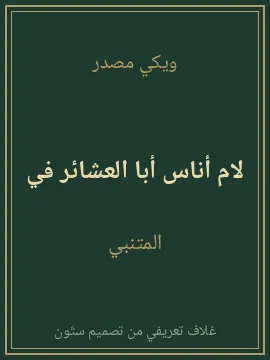 ويكي مصدر
لام أناس أبا العشائر في
المتنبي
غلاف تعريفي من تصميم سثون